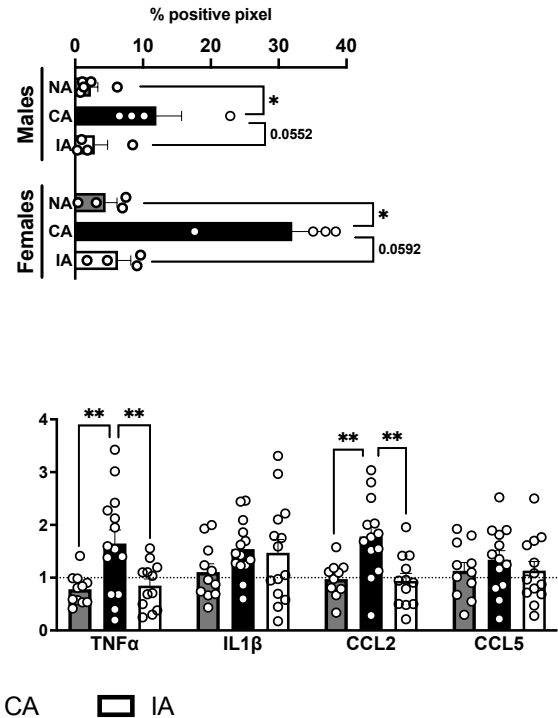 % positive pixel
0 10 20 30 40
Males
NA
CA
IA
*
0.0552
Females
NA
CA
IA
*
0.0592
4
3
2
1
0
** **
** **
TNFα IL1β CCL2 CCL5
CA IA